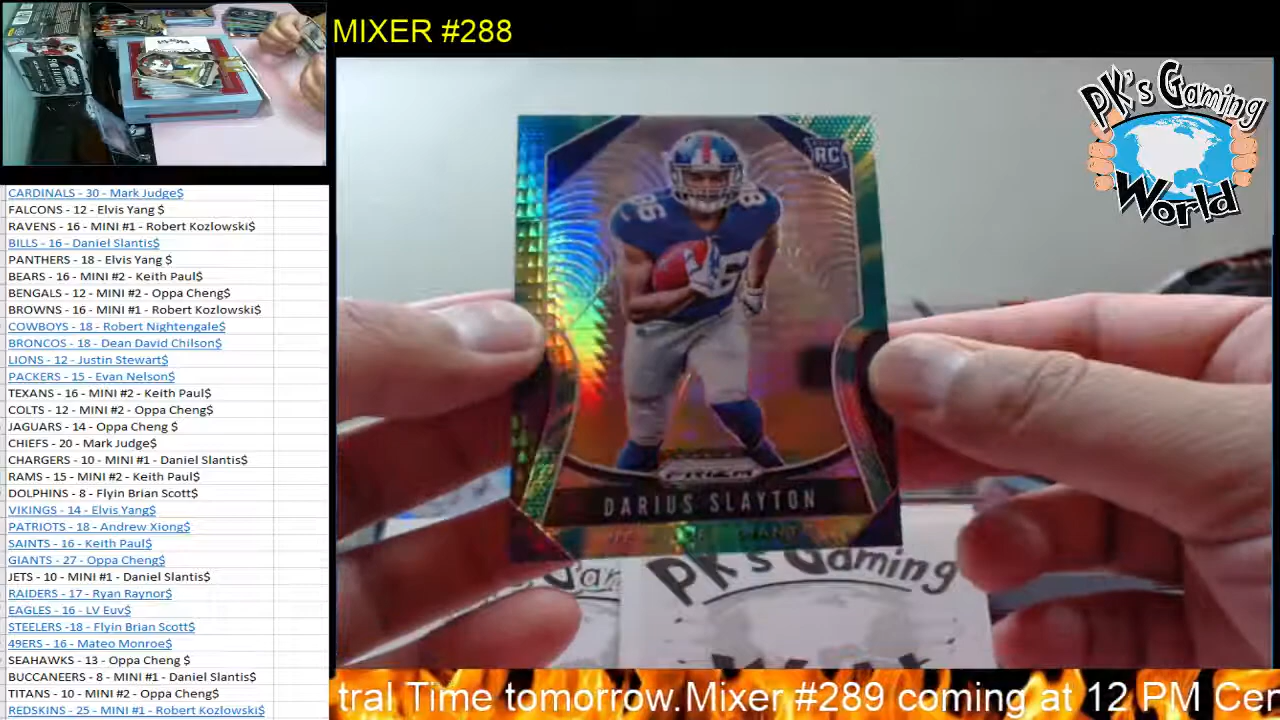 MIXER #288
PK's Gaming
World
CARDINALS - 30 - Mark Judge$
FALCONS - 12 - Elvis Yang $
RAVENS - 16 - MINI #1 - Robert Kozlowski$
BILLS - 16 - Daniel Slantis$
PANTHERS - 18 - Elvis Yang $
BEARS - 16 - MINI #2 - Keith Paul$
BENGALS - 12 - MINI #2 - Oppa Cheng$
BROWNS - 16 - MINI #1 - Robert Kozlowski$
COWBOYS - 18 - Robert Nightengale$
BRONCOS - 18 - Dean David Chilson$
LIONS - 12 - Justin Stewart$
PACKERS - 15 - Evan Nelson$
TEXANS - 16 - MINI #2 - Keith Paul$
COLTS - 12 - MINI #2 - Oppa Cheng$
JAGUARS - 14 - Oppa Cheng $
CHIEFS - 20 - Mark Judge$
CHARGERS - 10 - MINI #1 - Daniel Slantis$
RAMS - 15 - MINI #2 - Keith Paul$
DOLPHINS - 8 - Flyin Brian Scott$
VIKINGS - 14 - Elvis Yang$
PATRIOTS - 18 - Andrew Xiong$
SAINTS - 16 - Keith Paul$
GIANTS - 27 - Oppa Cheng$
JETS - 10 - MINI #1 - Daniel Slantis$
RAIDERS - 17 - Ryan Raynor$
EAGLES - 16 - LV Euv$
STEELERS -18 - Flyin Brian Scott$
49ERS - 16 - Mateo Monroe$
SEAHAWKS - 13 - Oppa Cheng $
BUCCANEERS - 8 - MINI #1 - Daniel Slantis$
TITANS - 10 - MINI #2 - Oppa Cheng$
REDSKINS - 25 - MINI #1 - Robert Kozlowski$
RC
86
86
PRIZM
DARIUS SLAYTON
PK's Gaming
tral Time tomorrow.Mixer #289 coming at 12 PM Cen